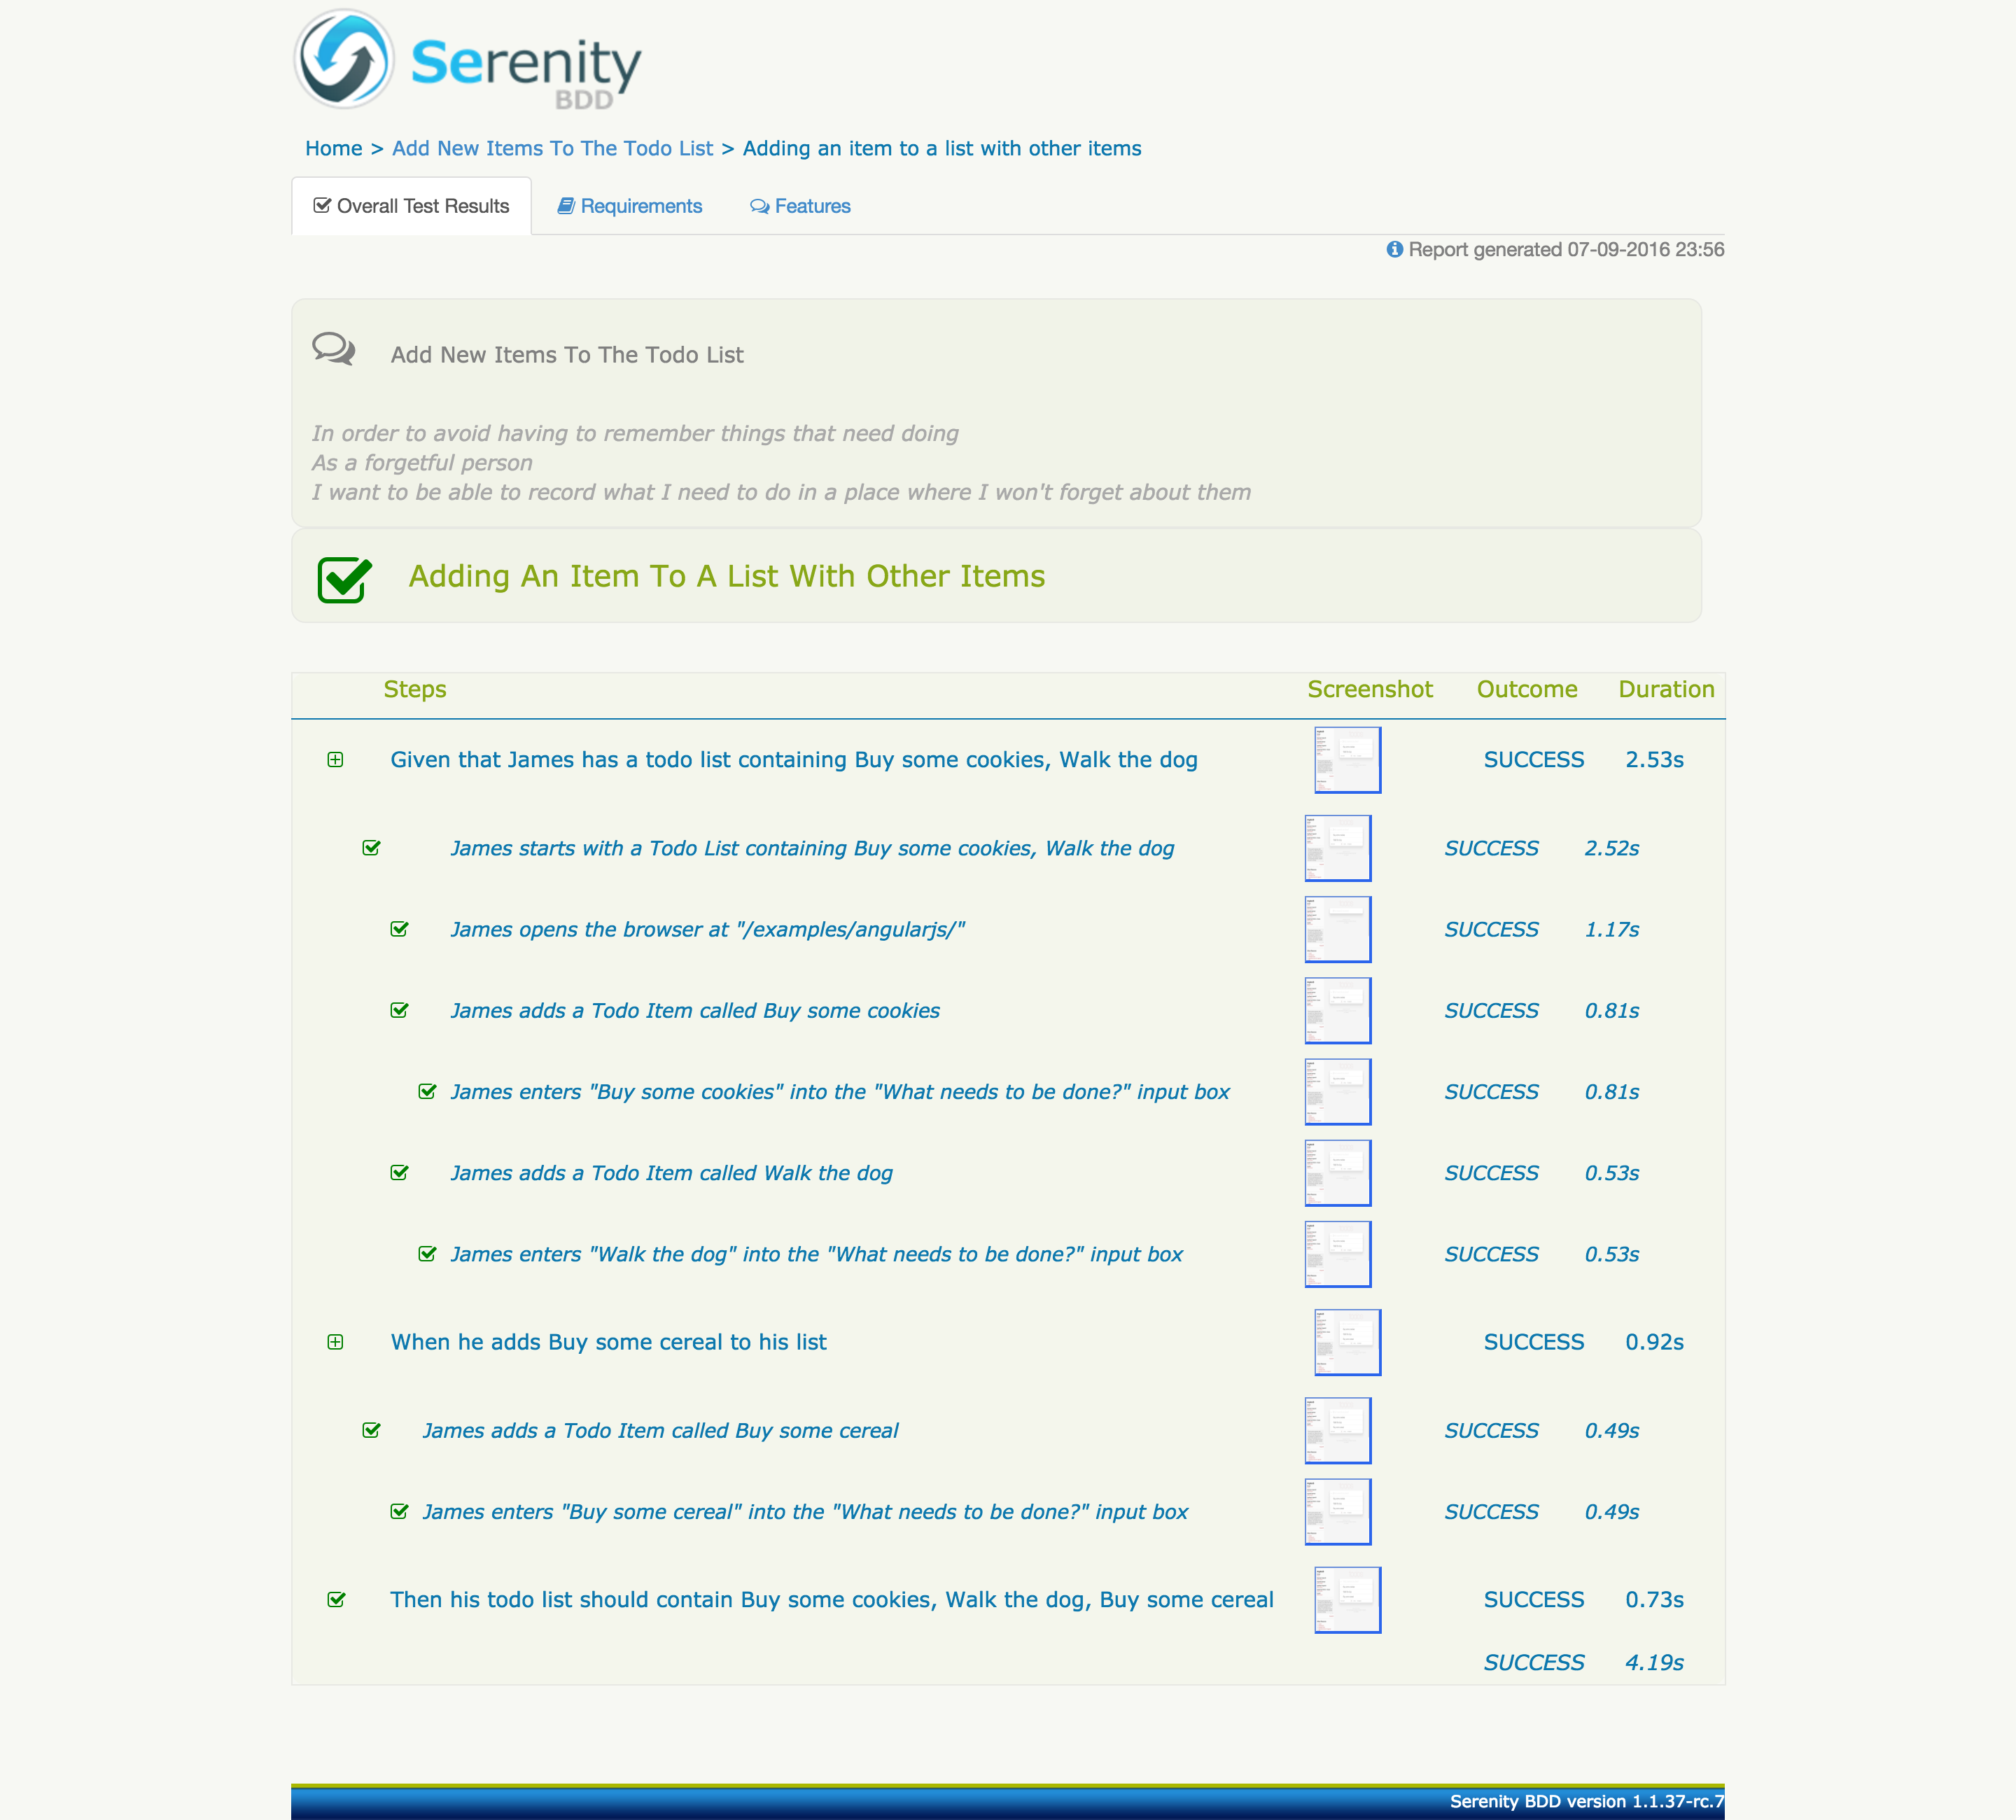 Serenity
BDD
Home > Add New Items To The Todo List > Adding an item to a list with other items
Overall Test Results Requirements Features
Report generated 07-09-2016 23:56
Add New Items To The Todo List
In order to avoid having to remember things that need doing
As a forgetful person
I want to be able to record what I need to do in a place where I won't forget about them
Adding An Item To A List With Other Items
Steps Screenshot Outcome Duration
Given that James has a todo list containing Buy some cookies, Walk the dog SUCCESS 2.53s
James starts with a Todo List containing Buy some cookies, Walk the dog SUCCESS 2.52s
James opens the browser at "/examples/angularjs/" SUCCESS 1.17s
James adds a Todo Item called Buy some cookies SUCCESS 0.81s
James enters "Buy some cookies" into the "What needs to be done?" input box SUCCESS 0.81s
James adds a Todo Item called Walk the dog SUCCESS 0.53s
James enters "Walk the dog" into the "What needs to be done?" input box SUCCESS 0.53s
When he adds Buy some cereal to his list SUCCESS 0.92s
James adds a Todo Item called Buy some cereal SUCCESS 0.49s
James enters "Buy some cereal" into the "What needs to be done?" input box SUCCESS 0.49s
Then his todo list should contain Buy some cookies, Walk the dog, Buy some cereal SUCCESS 0.73s
SUCCESS 4.19s
Serenity BDD version 1.1.37-rc.7